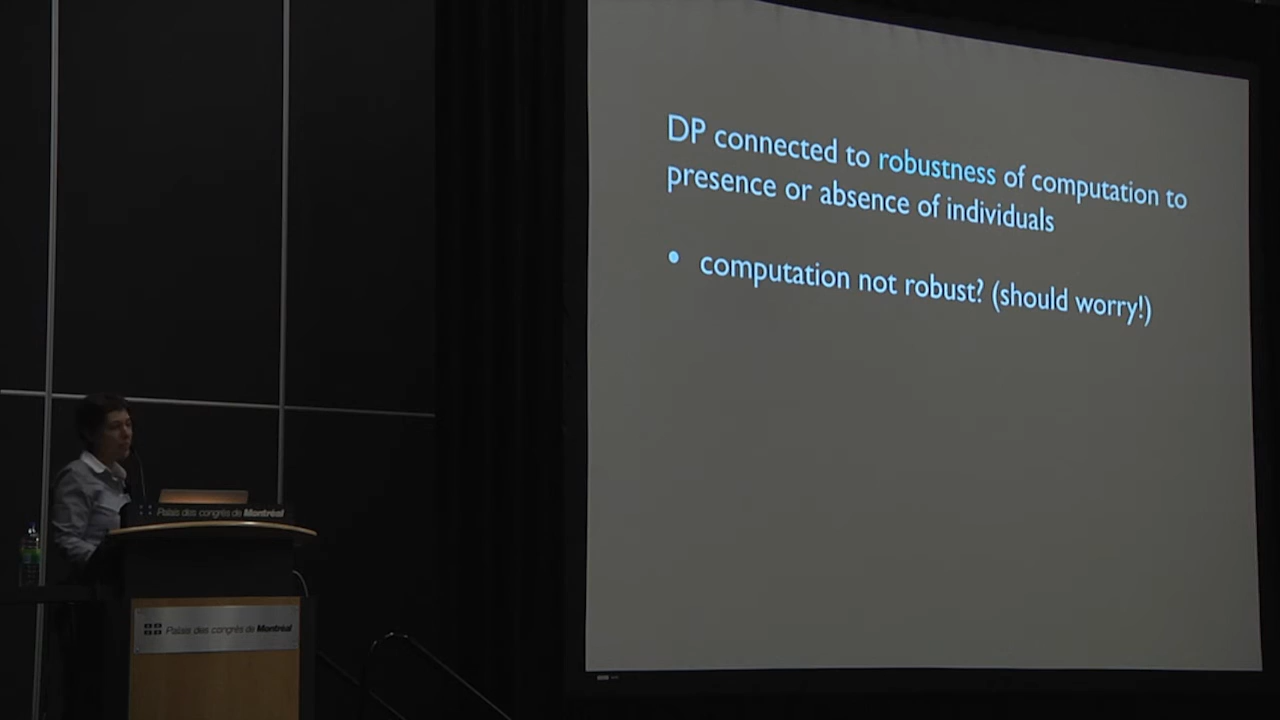 DP connected to robustness of computation to
presence or absence of individuals
• computation not robust? (should worry!)
Palais des congrès de Montréal
Palais des congrès de Montréal